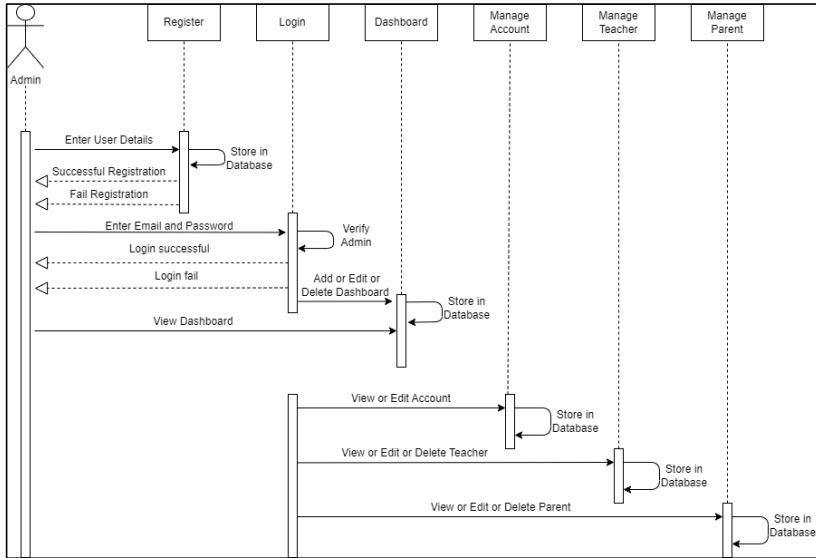 Register
Login
Dashboard
Manage
Account
Manage
Teacher
Manage
Parent
Admin
Enter User Details
Store in
Database
Successful Registration
Fail Registration
Enter Email and Password
Verify
Admin
Login successful
Login fail
Add or Edit or
Delete Dashboard
Store in
Database
View Dashboard
View or Edit Account
Store in
Database
View or Edit or Delete Teacher
Store in
Database
View or Edit or Delete Parent
Store in
Database